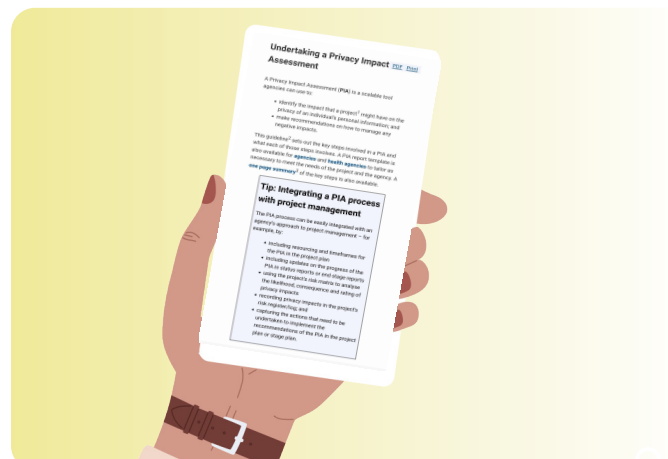 Undertaking a Privacy Impact PDF Print
Assessment
A Privacy Impact Assessment (PIA) is a scalable tool
agencies can use to:
• identify the impact that a project¹ might have on the
privacy of an individual's personal information; and
• make recommendations on how to manage any
negative impacts.
This guideline² sets out the key steps involved in a PIA and
what each of those steps involves. A PIA report template is
also available for agencies and health agencies to tailor as
necessary to meet the needs of the project and the agency. A
one page summary³ of the key steps is also available.
Tip: Integrating a PIA process
with project management
The PIA process can be easily integrated with an
agency's approach to project management – for
example, by:
• including resourcing and timeframes for
the PIA in the project plan
• including updates on the progress of the
PIA in status reports or end stage reports
• using the project's risk matrix to analyse
the likelihood, consequence and rating of
privacy impacts
• recording privacy impacts in the project's
risk register/log; and
• capturing the actions that need to be
undertaken to implement the
recommendations of the PIA in the project
plan or stage plan.